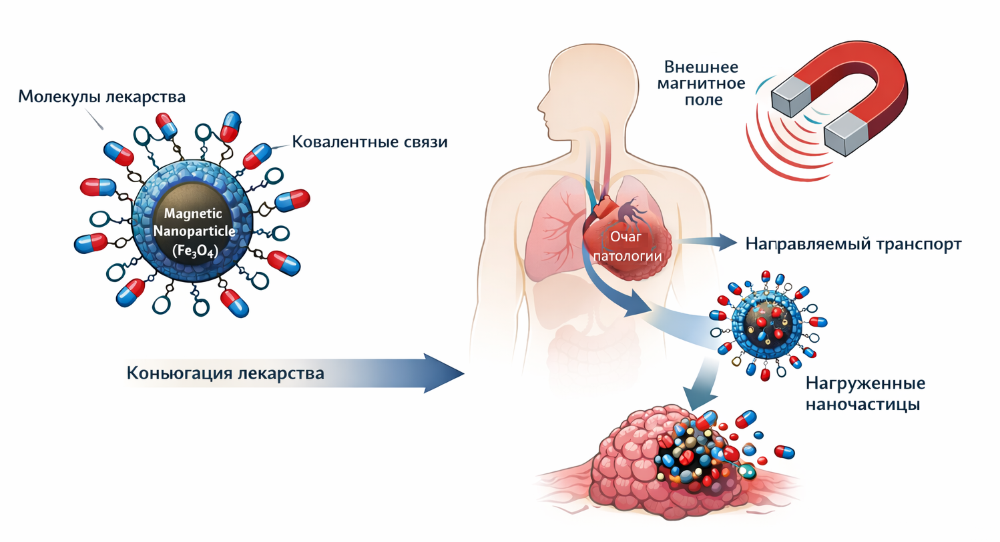 Молекулы лекарства
Ковалентные связи
Magnetic
Nanoparticle
(Fe₃O₄)
Коньюгация лекарства
Внешнее
магнитное
поле
Очаг
патологии
Направляемый транспорт
Нагруженные
наночастицы